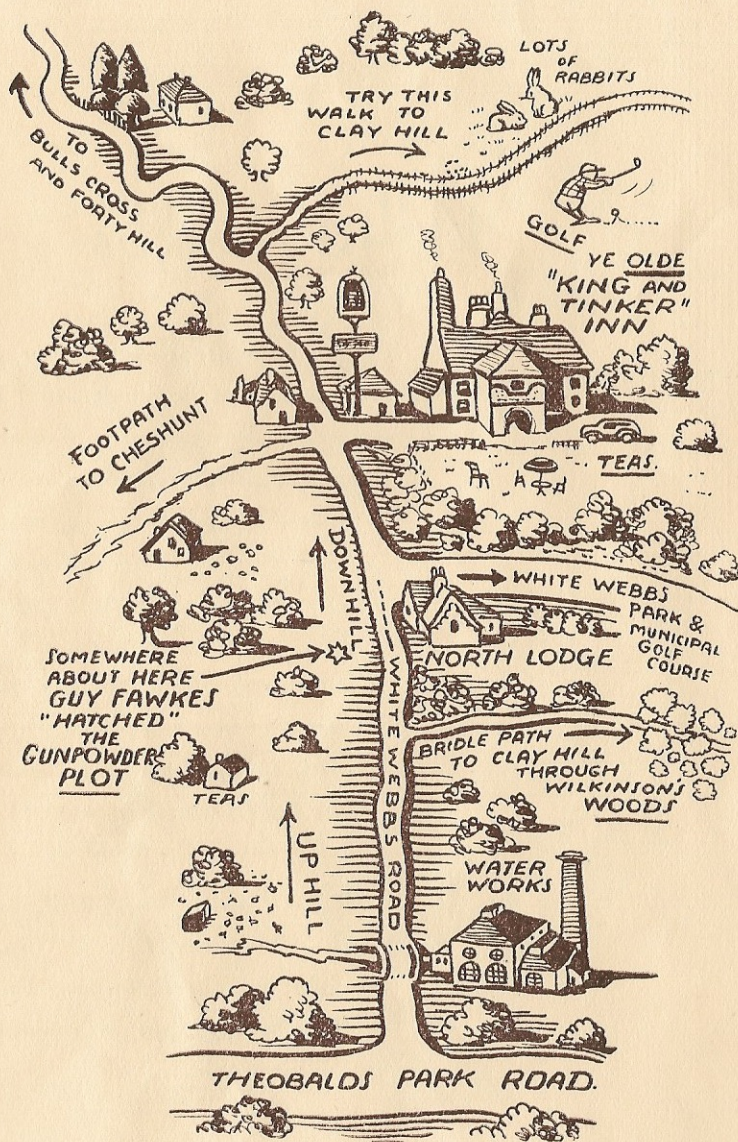 LOTS
OF
RABBITS
TRY THIS
WALK TO
CLAY HILL
TO
BULLS CROSS
AND FORTY HILL
GOLF
YE OLDE
"KING AND
TINKER"
INN
FOOTPATH
TO CHESHUNT
TEAS.
DOWN HILL
WHITE WEBBS
PARK &
MUNICIPAL
GOLF
COURSE
NORTH LODGE
SOMEWHERE
ABOUT HERE
GUY FAWKES
"HATCHED"
THE
GUNPOWDER
PLOT
WHITE WEBBS ROAD
BRIDLE PATH
TO CLAY HILL
THROUGH
WILKINSON'S
WOODS
TEAS
UP HILL
WATER
WORKS
THEOBALDS PARK ROAD.